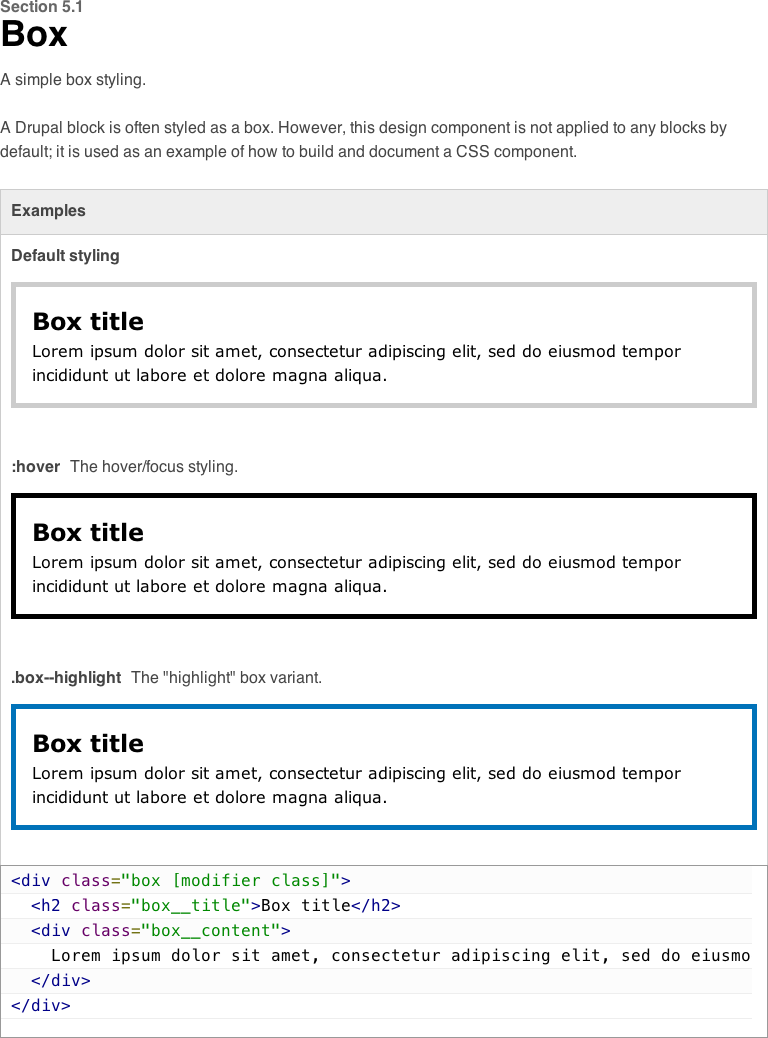 Section 5.1
Box
A simple box styling.
A Drupal block is often styled as a box. However, this design component is not applied to any blocks by
default; it is used as an example of how to build and document a CSS component.
Examples
Default styling
Box title
Lorem ipsum dolor sit amet, consectetur adipiscing elit, sed do eiusmod tempor
incididunt ut labore et dolore magna aliqua.
:hover The hover/focus styling.
Box title
Lorem ipsum dolor sit amet, consectetur adipiscing elit, sed do eiusmod tempor
incididunt ut labore et dolore magna aliqua.
.box--highlight The "highlight" box variant.
Box title
Lorem ipsum dolor sit amet, consectetur adipiscing elit, sed do eiusmod tempor
incididunt ut labore et dolore magna aliqua.
<div class="box [modifier class]">
  <h2 class="box__title">Box title</h2>
  <div class="box__content">
    Lorem ipsum dolor sit amet, consectetur adipiscing elit, sed do eiusmo
  </div>
</div>